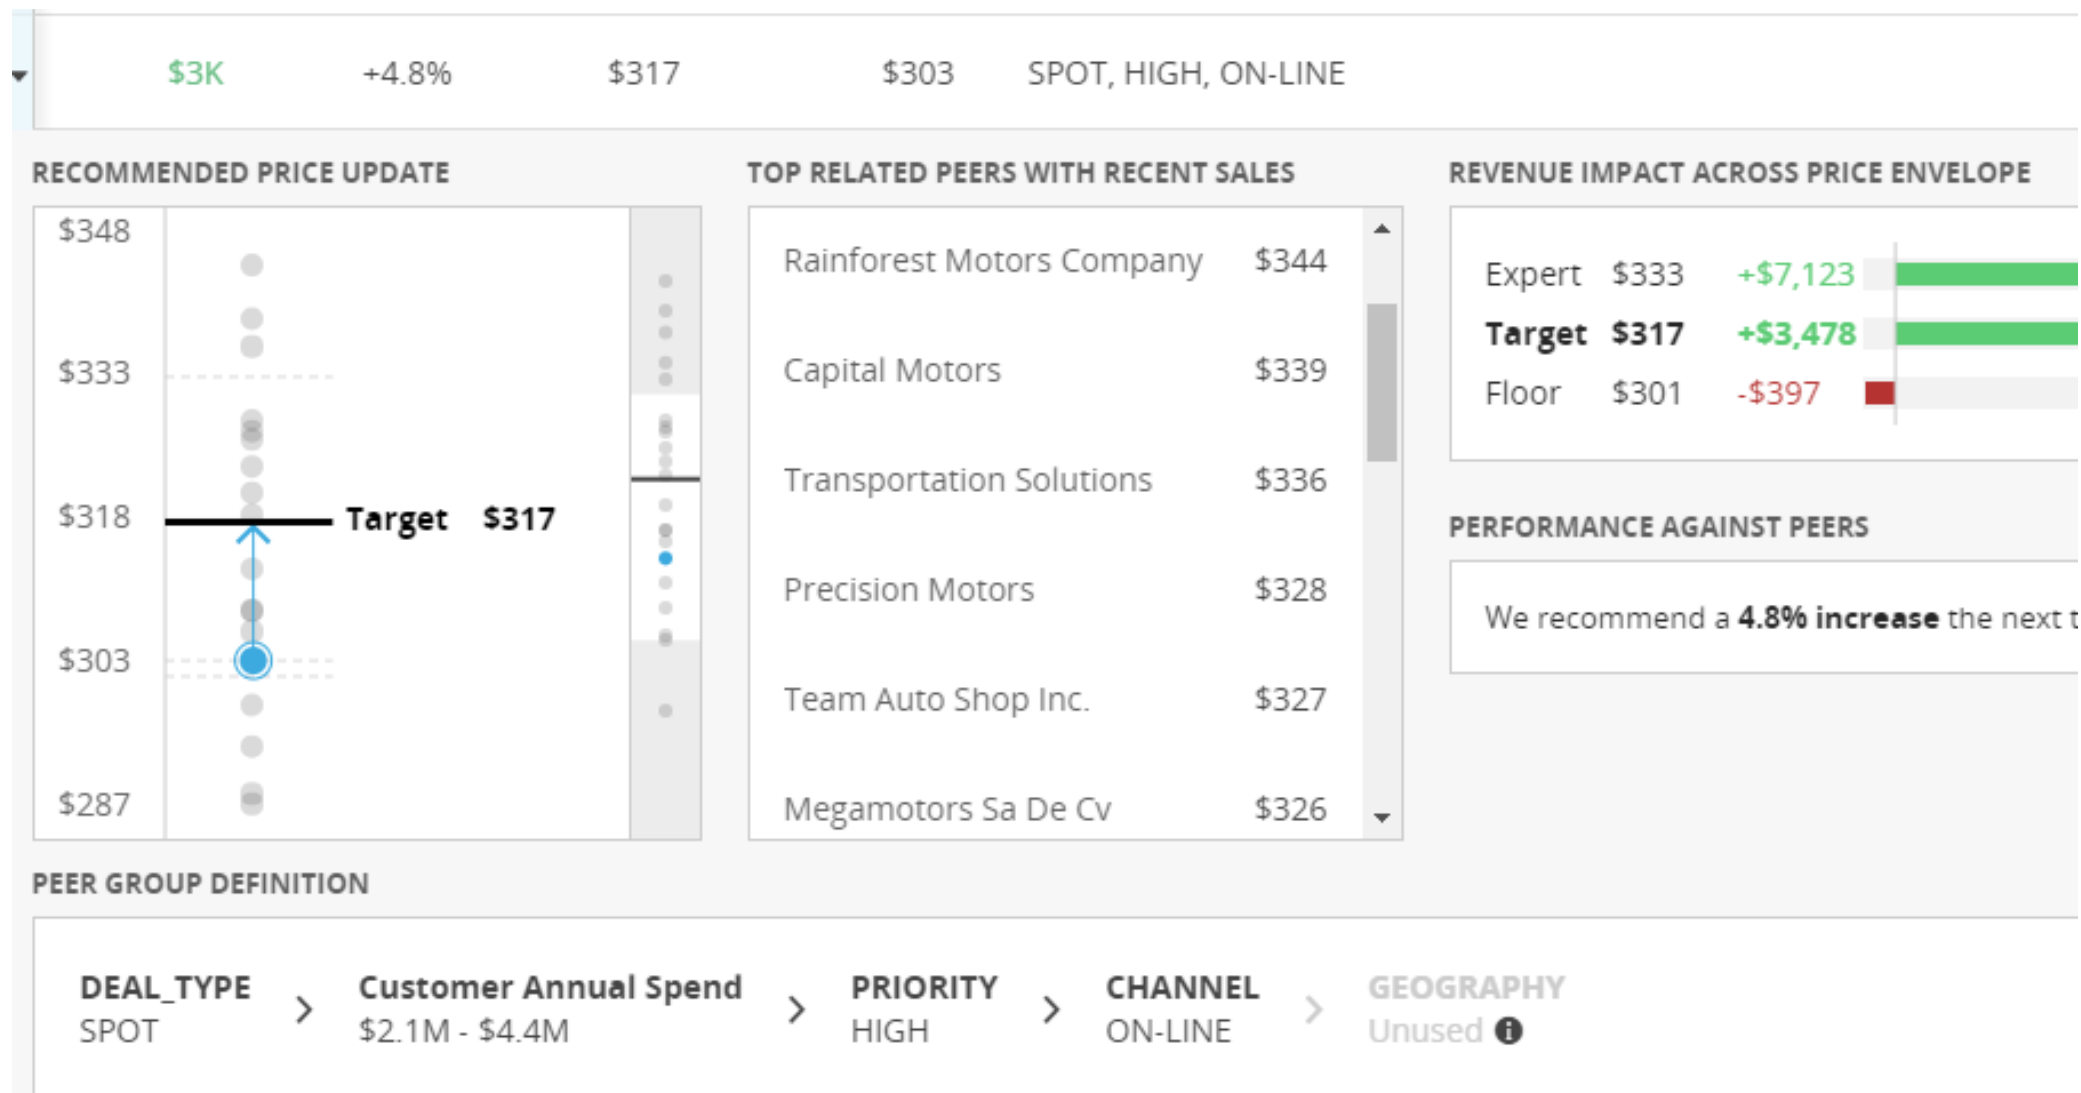 $3K +4.8% $317 $303 SPOT, HIGH, ON-LINE
RECOMMENDED PRICE UPDATE
$348
$333
$318
Target $317
$303
$287
TOP RELATED PEERS WITH RECENT SALES
Rainforest Motors Company $344
Capital Motors $339
Transportation Solutions $336
Precision Motors $328
Team Auto Shop Inc. $327
Megamotors Sa De Cv $326
REVENUE IMPACT ACROSS PRICE ENVELOPE
Expert $333 +$7,123
Target $317 +$3,478
Floor $301 -$397
PERFORMANCE AGAINST PEERS
We recommend a 4.8% increase the next
PEER GROUP DEFINITION
DEAL_TYPE
SPOT
Customer Annual Spend
$2.1M - $4.4M
PRIORITY
HIGH
CHANNEL
ON-LINE
GEOGRAPHY
Unused